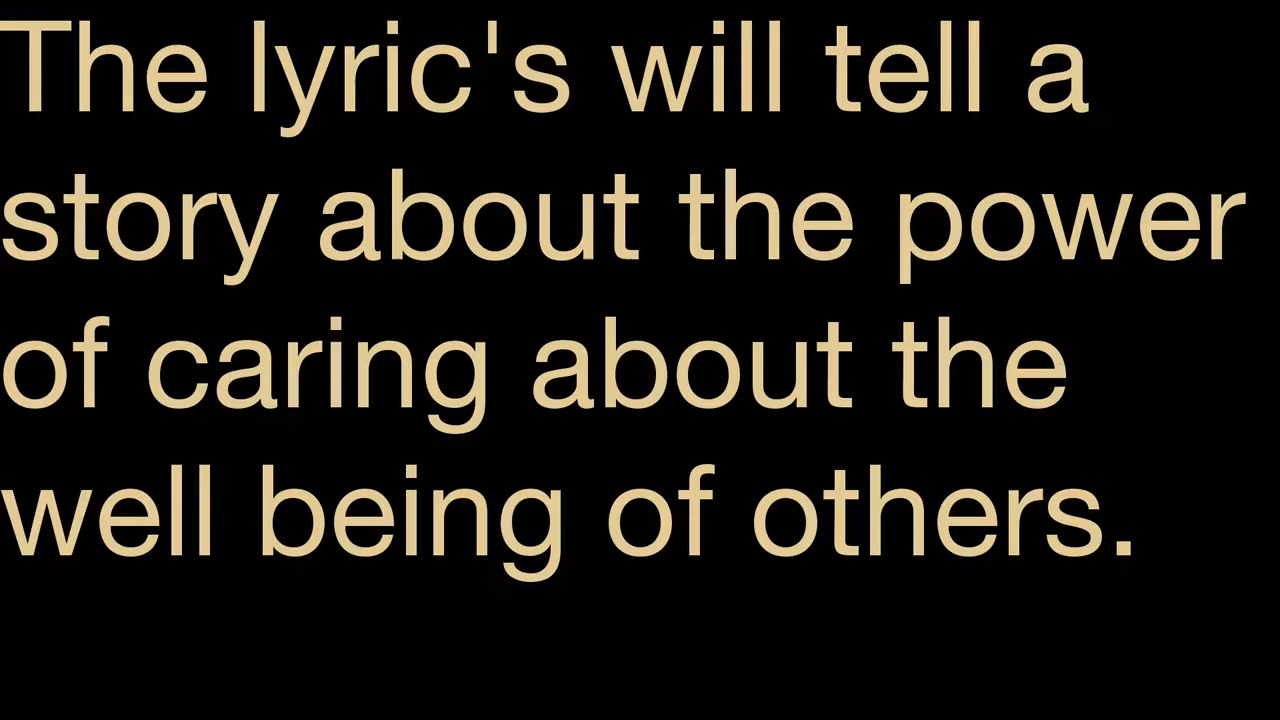 The lyric's will tell a
story about the power
of caring about the
well being of others.